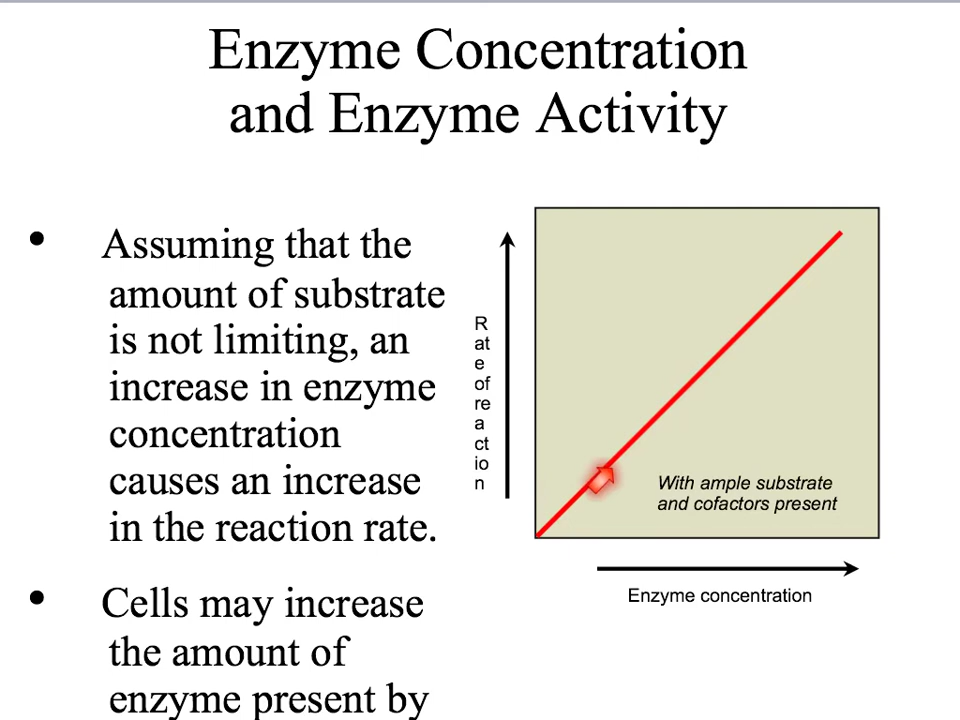 Enzyme Concentration
and Enzyme Activity
• Assuming that the
amount of substrate
is not limiting, an
increase in enzyme
concentration
causes an increase
in the reaction rate.
• Cells may increase
the amount of
enzyme present by
R
at
e
of
re
a
ct
io
n
With ample substrate
and cofactors present
Enzyme concentration